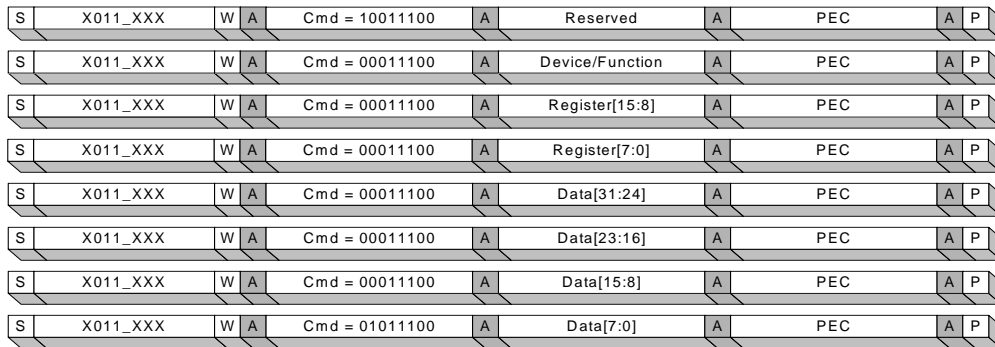 S X011_XXX W A Cmd = 10011100 A Reserved A PEC A P
S X011_XXX W A Cmd = 00011100 A Device/Function A PEC A P
S X011_XXX W A Cmd = 00011100 A Register[15:8] A PEC A P
S X011_XXX W A Cmd = 00011100 A Register[7:0] A PEC A P
S X011_XXX W A Cmd = 00011100 A Data[31:24] A PEC A P
S X011_XXX W A Cmd = 00011100 A Data[23:16] A PEC A P
S X011_XXX W A Cmd = 00011100 A Data[15:8] A PEC A P
S X011_XXX W A Cmd = 01011100 A Data[7:0] A PEC A P